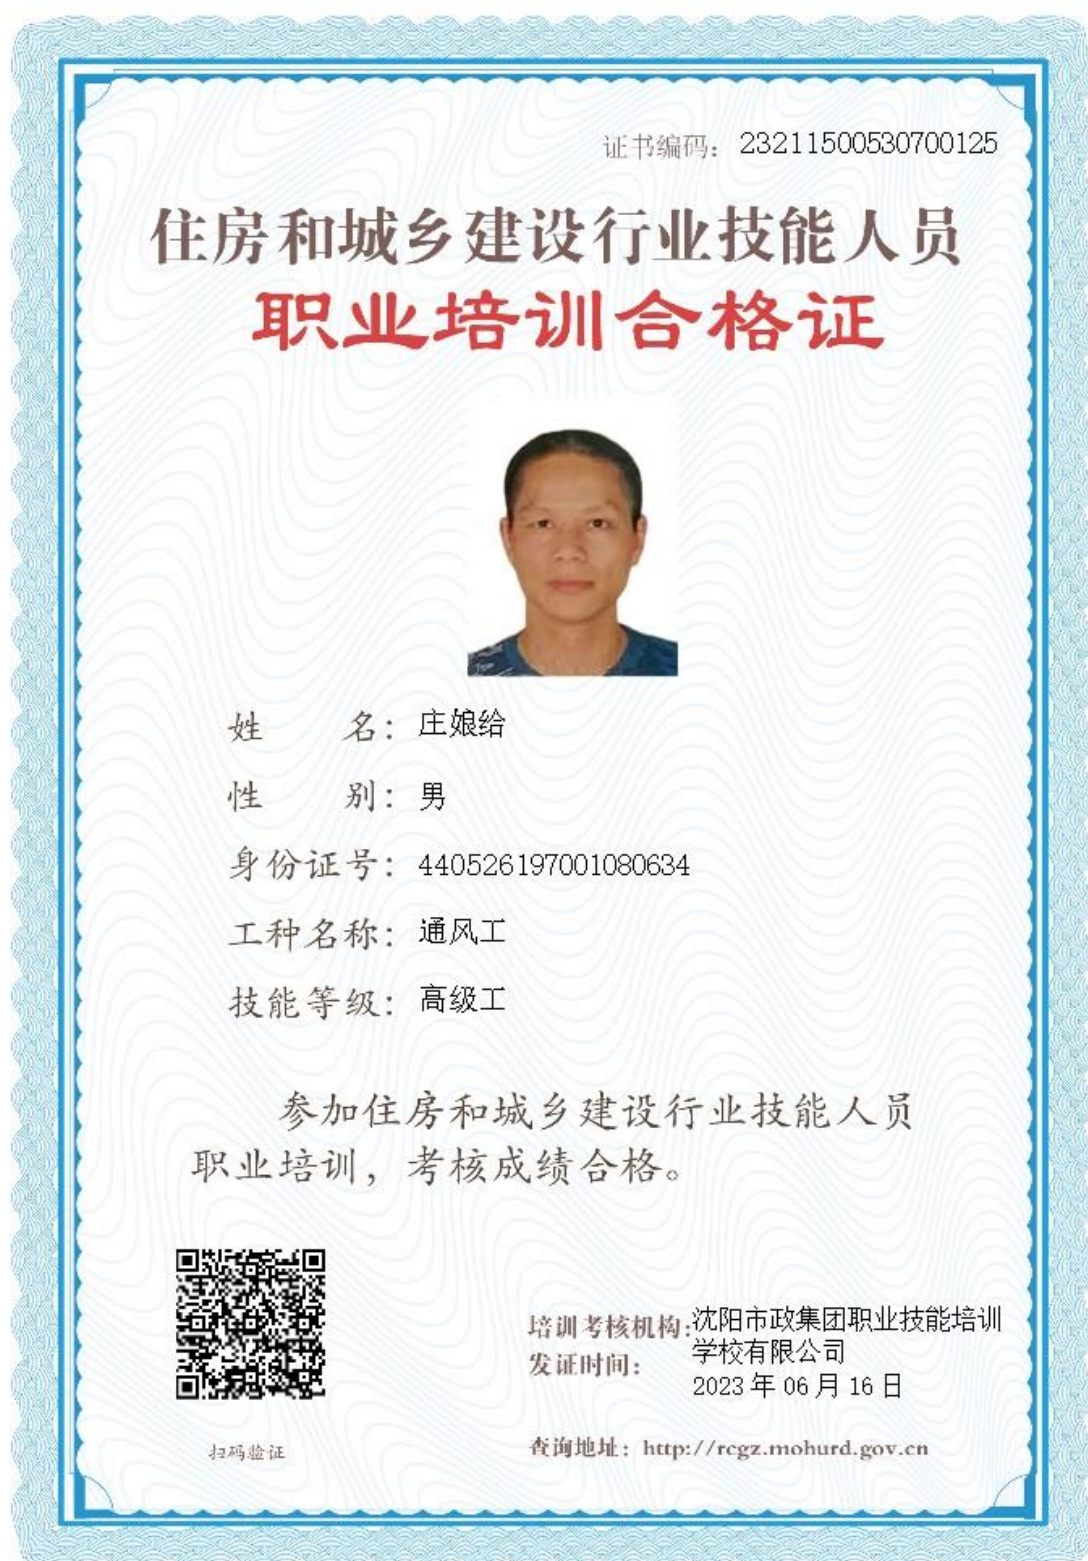 证书编码：23211500530700125
住房和城乡建设行业技能人员
职业培训合格证
姓 名：庄娘给
性 别：男
身份证号：440526197001080634
工种名称：通风工
技能等级：高级工
参加住房和城乡建设行业技能人员
职业培训，考核成绩合格。
培训考核机构:沈阳市政集团职业技能培训
学校有限公司
发证时间：2023年06月16日
扫码验证
查询地址：http://rcgz.mohurd.gov.cn